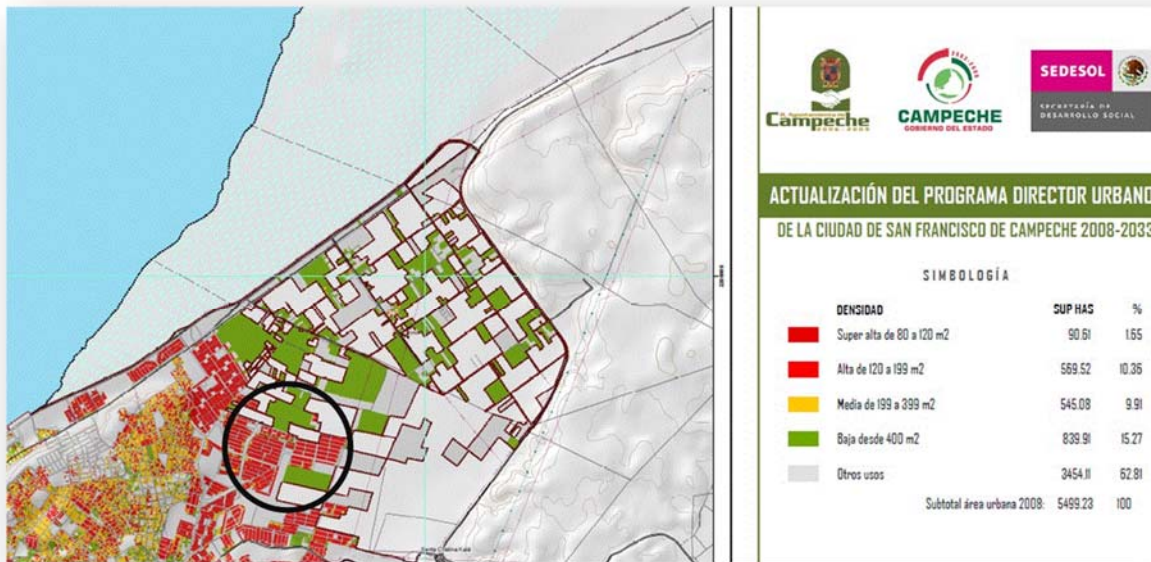 Campeche
CAMPECHE
GOBIERNO DEL ESTADO
SEDESOL
SECRETARÍA DE
DESARROLLO SOCIAL
ACTUALIZACIÓN DEL PROGRAMA DIRECTOR URBANO
DE LA CIUDAD DE SAN FRANCISCO DE CAMPECHE 2008-2033
SIMBOLOGÍA
DENSIDAD SUP HAS %
Super alta de 80 a 120 m2 90.61 1.65
Alta de 120 a 199 m2 569.52 10.36
Media de 199 a 399 m2 545.08 9.91
Baja desde 400 m2 839.91 15.27
Otros usos 3454.11 62.81
Subtotal área urbana 2008: 5499.23 100